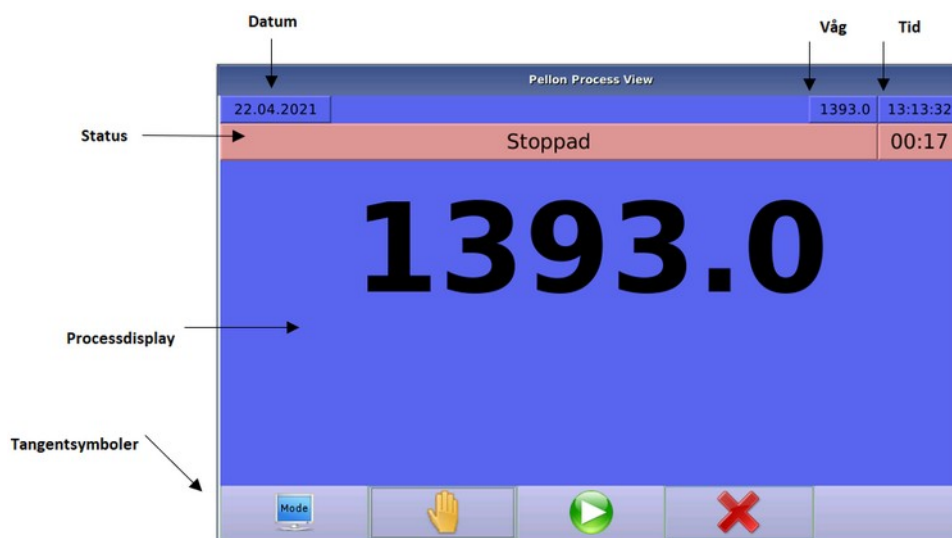 Datum
Våg
Tid
Pellon Process View
22.04.2021
1393.0
13:13:32
Status
Stoppad
00:17
1393.0
Processdisplay
Tangentsymboler
Mode